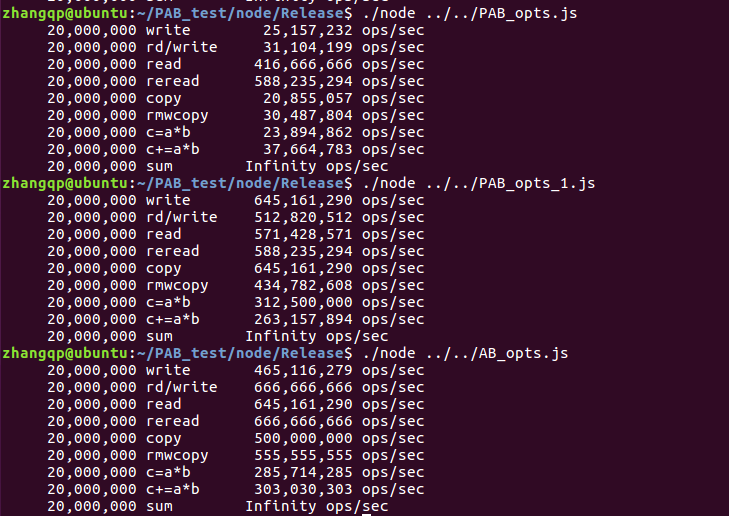 zhangqp@ubuntu:~/PAB_test/node/Release$ ./node ../../PAB_opts.js
20,000,000 write 25,157,232 ops/sec
20,000,000 rd/write 31,104,199 ops/sec
20,000,000 read 416,666,666 ops/sec
20,000,000 reread 588,235,294 ops/sec
20,000,000 copy 20,855,057 ops/sec
20,000,000 rmwcopy 30,487,804 ops/sec
20,000,000 c=a*b 23,894,862 ops/sec
20,000,000 c+=a*b 37,664,783 ops/sec
20,000,000 sum Infinity ops/sec
zhangqp@ubuntu:~/PAB_test/node/Release$ ./node ../../PAB_opts_1.js
20,000,000 write 645,161,290 ops/sec
20,000,000 rd/write 512,820,512 ops/sec
20,000,000 read 571,428,571 ops/sec
20,000,000 reread 588,235,294 ops/sec
20,000,000 copy 645,161,290 ops/sec
20,000,000 rmwcopy 434,782,608 ops/sec
20,000,000 c=a*b 312,500,000 ops/sec
20,000,000 c+=a*b 263,157,894 ops/sec
20,000,000 sum Infinity ops/sec
zhangqp@ubuntu:~/PAB_test/node/Release$ ./node ../../AB_opts.js
20,000,000 write 465,116,279 ops/sec
20,000,000 rd/write 666,666,666 ops/sec
20,000,000 read 645,161,290 ops/sec
20,000,000 reread 666,666,666 ops/sec
20,000,000 copy 500,000,000 ops/sec
20,000,000 rmwcopy 555,555,555 ops/sec
20,000,000 c=a*b 285,714,285 ops/sec
20,000,000 c+=a*b 303,030,303 ops/sec
20,000,000 sum Infinity ops/sec